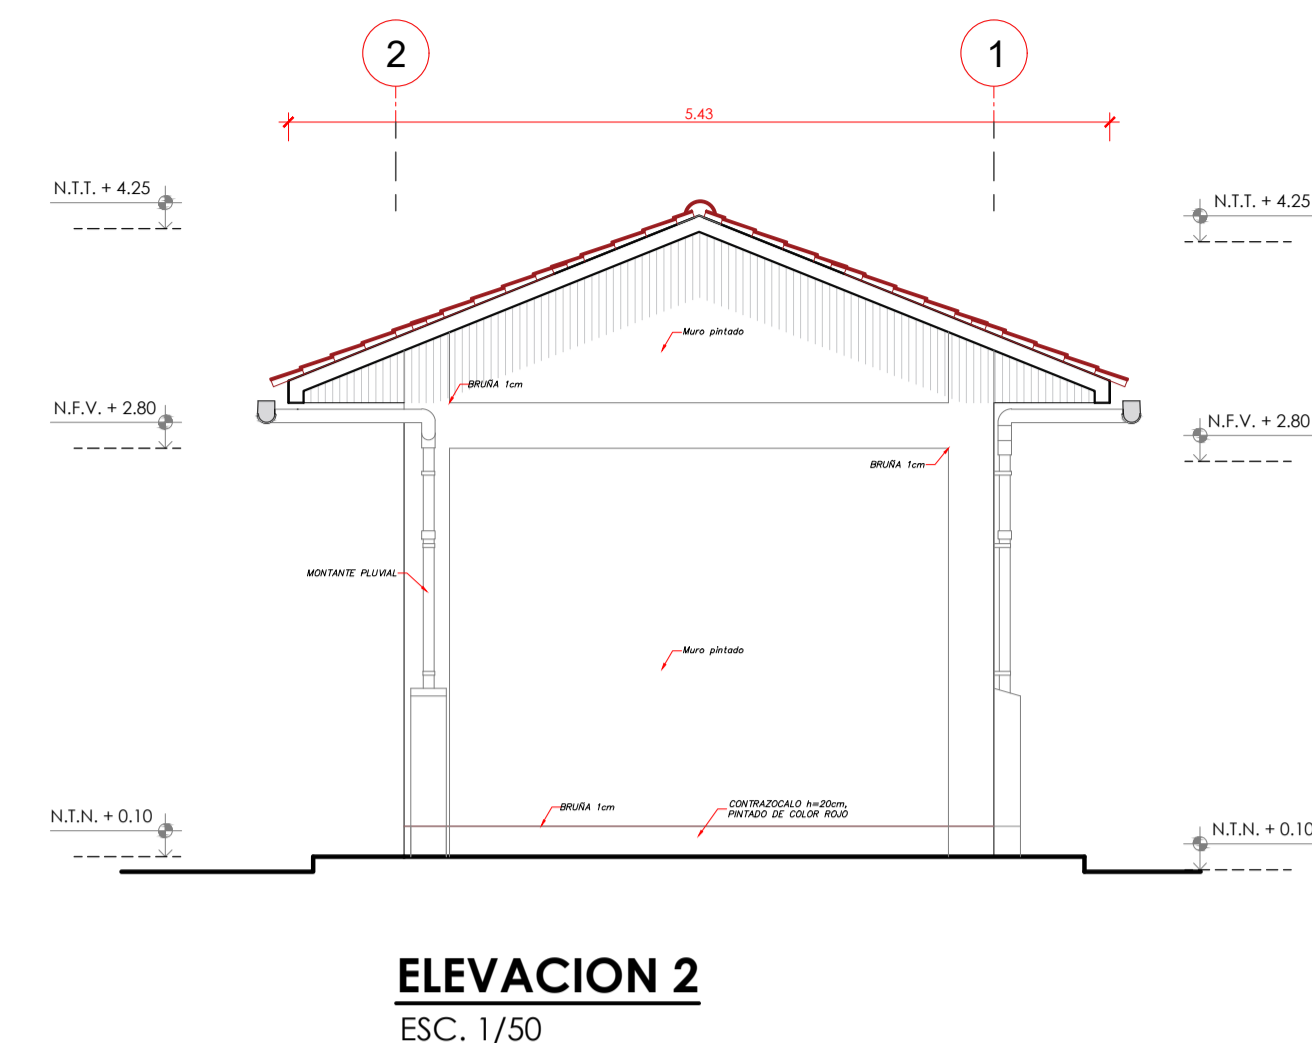 2
1
5.43
N.T.T. + 4.25
N.T.T. + 4.25
Muro pintado
BRUÑA 1cm
N.F.V. + 2.80
N.F.V. + 2.80
BRUÑA 1cm
MONTANTE PLUVIAL
Muro pintado
BRUÑA 1cm
CONTRAZOCALO h=20cm,
PINTADO DE COLOR ROJO
N.T.N. + 0.10
N.T.N. + 0.10
ELEVACION 2
ESC. 1/50